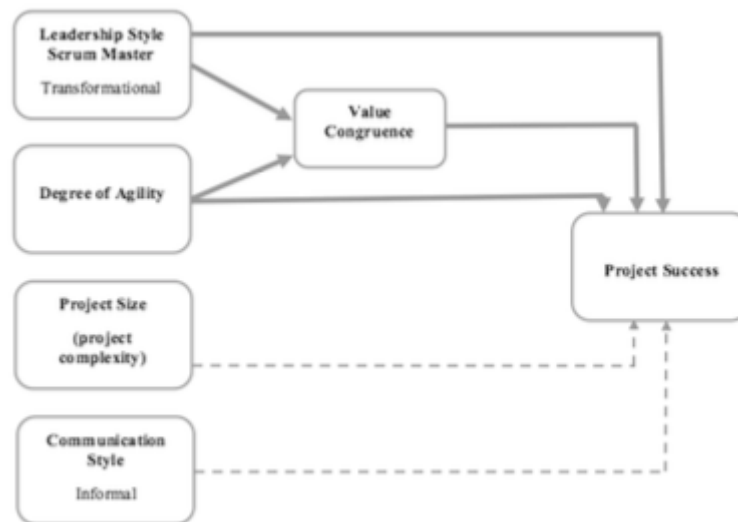 Leadership Style
Scrum Master
Transformational
Value
Congruence
Degree of Agility
Project Success
Project Size
(project
complexity)
Communication
Style
Informal